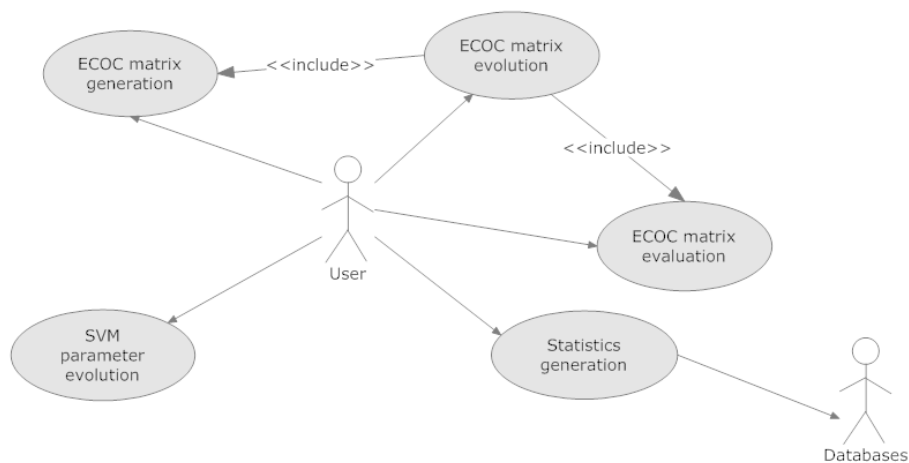 ECOC matrix
generation
<<include>>
ECOC matrix
evolution
<<include>>
User
ECOC matrix
evaluation
SVM
parameter
evolution
Statistics
generation
Databases